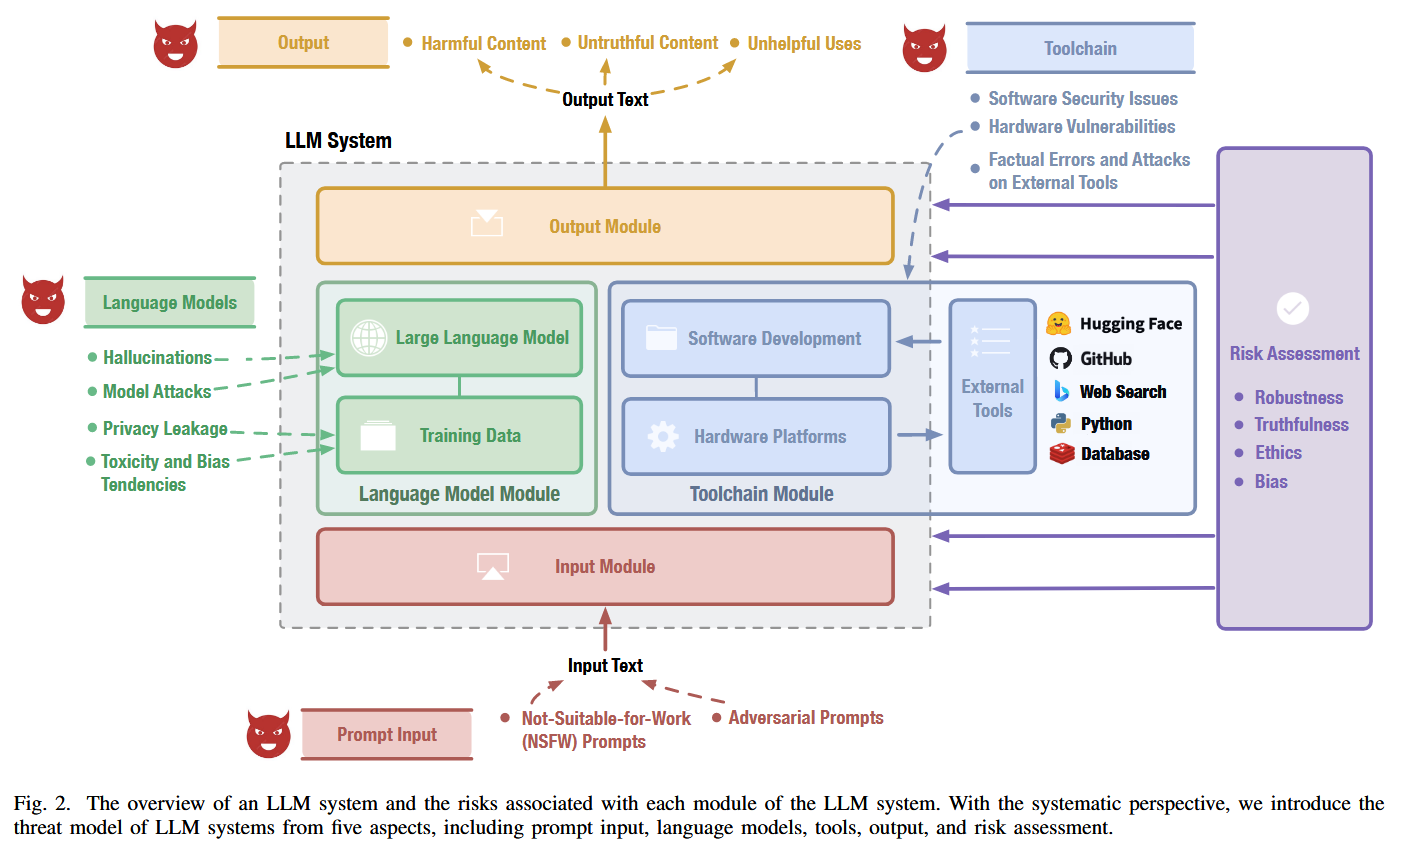 Output
Harmful Content
Untruthful Content
Unhelpful Uses
Toolchain
Output Text
Software Security Issues
Hardware Vulnerabilities
Factual Errors and Attacks
on External Tools
LLM System
Output Module
Language Models
Hallucinations
Model Attacks
Privacy Leakage
Toxicity and Bias
Tendencies
Large Language Model
Training Data
Language Model Module
Software Development
Hardware Platforms
Toolchain Module
External
Tools
Hugging Face
GitHub
Web Search
Python
Database
Risk Assessment
Robustness
Truthfulness
Ethics
Bias
Input Module
Input Text
Prompt Input
Not-Suitable-for-Work
(NSFW) Prompts
Adversarial Prompts
Fig. 2. The overview of an LLM system and the risks associated with each module of the LLM system. With the systematic perspective, we introduce the
threat model of LLM systems from five aspects, including prompt input, language models, tools, output, and risk assessment.